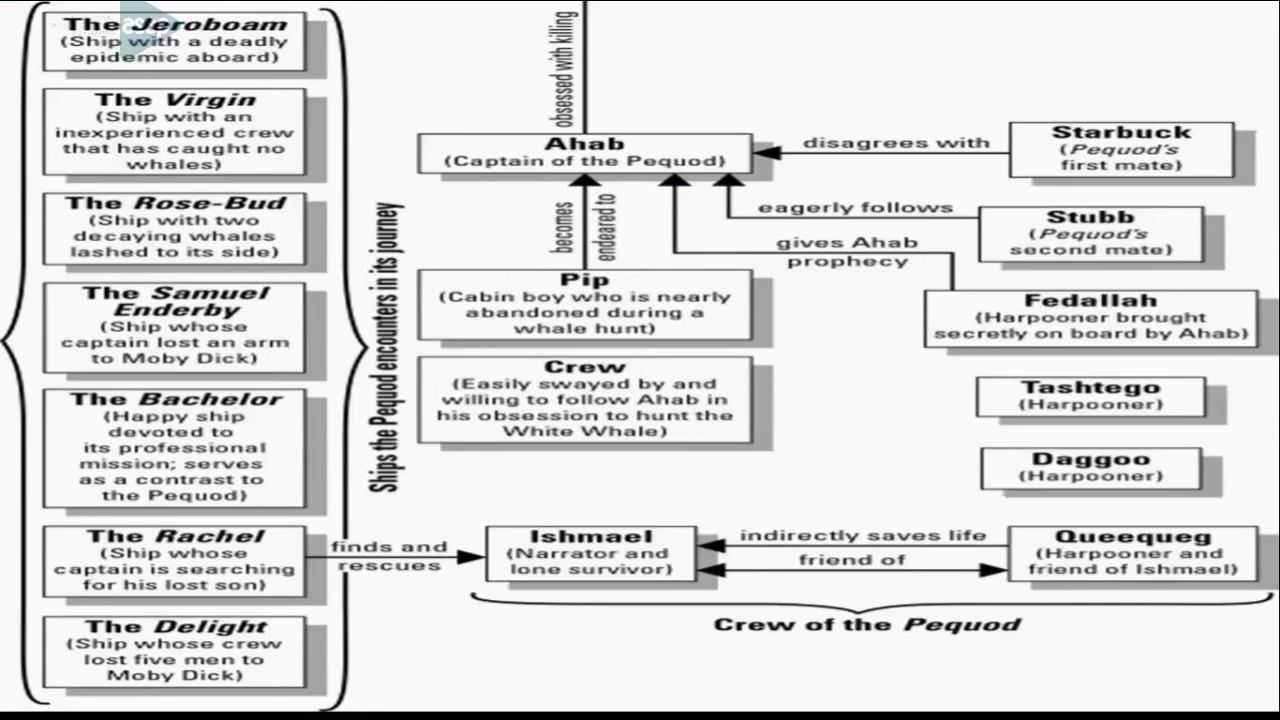 The Jeroboam
(Ship with a deadly
epidemic aboard)
The Virgin
(Ship with an
inexperienced crew
that has caught no
whales)
The Rose-Bud
(Ship with two
decaying whales
lashed to its side)
The Samuel
Enderby
(Ship whose
captain lost an arm
to Moby Dick)
The Bachelor
(Happy ship
devoted to
its professional
mission; serves
as a contrast to
the Pequod)
The Rachel
(Ship whose
captain is searching
for his lost son)
The Delight
(Ship whose crew
lost five men to
Moby Dick)
Ships the Pequod encounters in its journey
finds and
rescues
obsessed with killing
Ahab
(Captain of the Pequod)
becomes
endeared to
Pip
(Cabin boy who is nearly
abandoned during a
whale hunt)
Crew
(Easily swayed by and
willing to follow Ahab in
his obsession to hunt the
White Whale)
disagrees with
Starbuck
(Pequod's
first mate)
eagerly follows
Stubb
(Pequod's
second mate)
gives Ahab
prophecy
Fedallah
(Harpooner brought
secretly on board by Ahab)
Tashtego
(Harpooner)
Daggoo
(Harpooner)
Ishmael
(Narrator and
lone survivor)
indirectly saves life
friend of
Queequeg
(Harpooner and
friend of Ishmael)
Crew of the Pequod